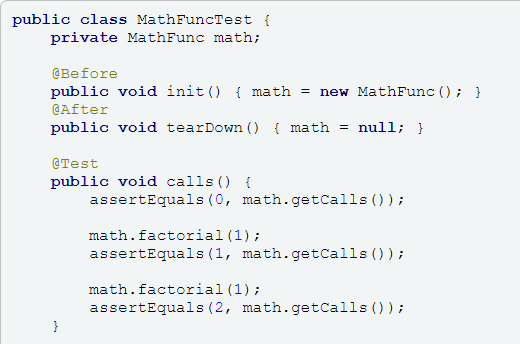 public class MathFuncTest {
    private MathFunc math;

    @Before
    public void init() { math = new MathFunc(); }
    @After
    public void tearDown() { math = null; }

    @Test
    public void calls() {
        assertEquals(0, math.getCalls());

        math.factorial(1);
        assertEquals(1, math.getCalls());

        math.factorial(1);
        assertEquals(2, math.getCalls());
    }